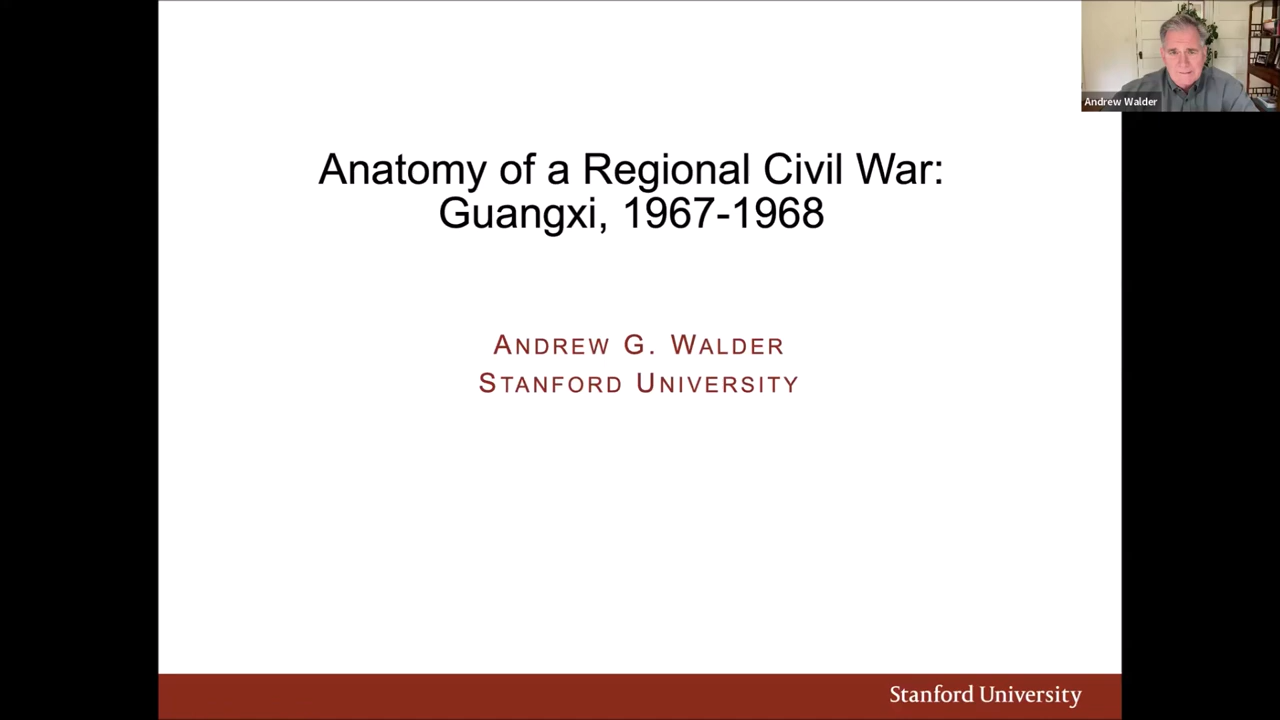 Andrew Walder
Anatomy of a Regional Civil War:
Guangxi, 1967-1968
ANDREW G. WALDER
STANFORD UNIVERSITY
Stanford University